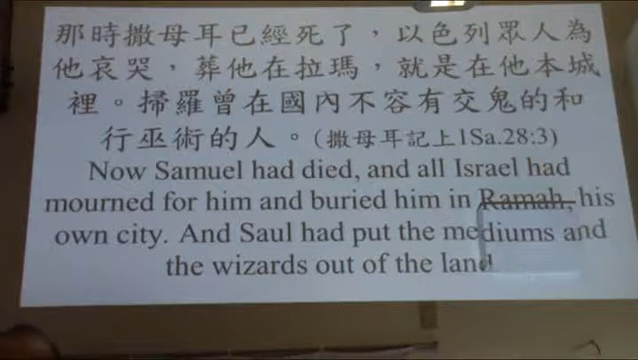 那時撒母耳已經死了，以色列眾人為
他哀哭，葬他在拉瑪，就是在他本城
裡。掃羅曾在國內不容有交鬼的和
行巫術的人。(撒母耳記上1Sa.28:3)
Now Samuel had died, and all Israel had
mourned for him and buried him in Ramah, his
own city. And Saul had put the mediums and
the wizards out of the land.